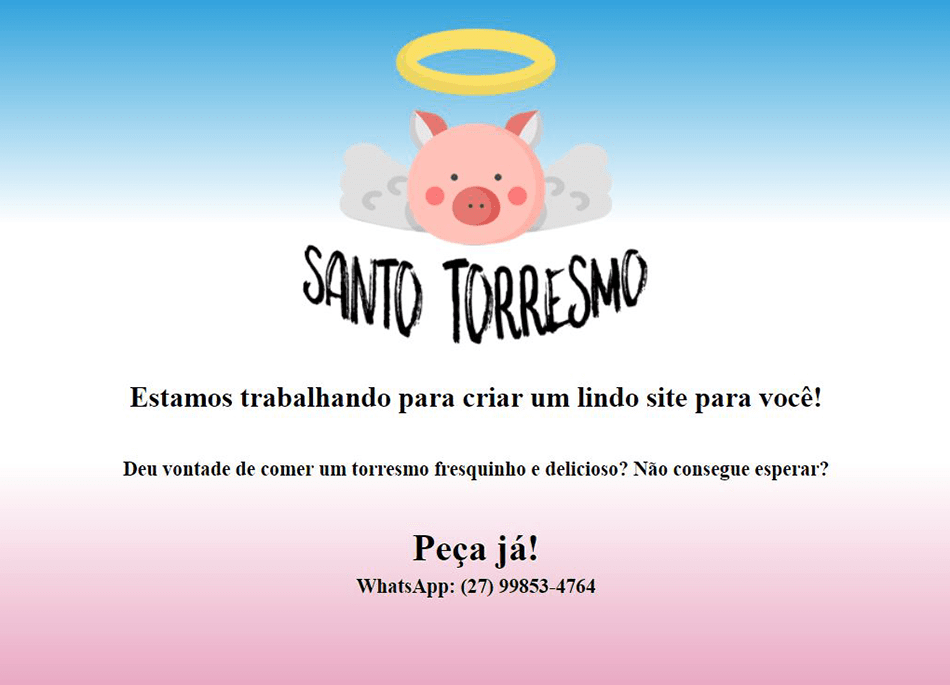 SANTO TORRESMO
Estamos trabalhando para criar um lindo site para você!
Deu vontade de comer um torresmo fresquinho e delicioso? Não consegue esperar?
Peça já!
WhatsApp: (27) 99853-4764